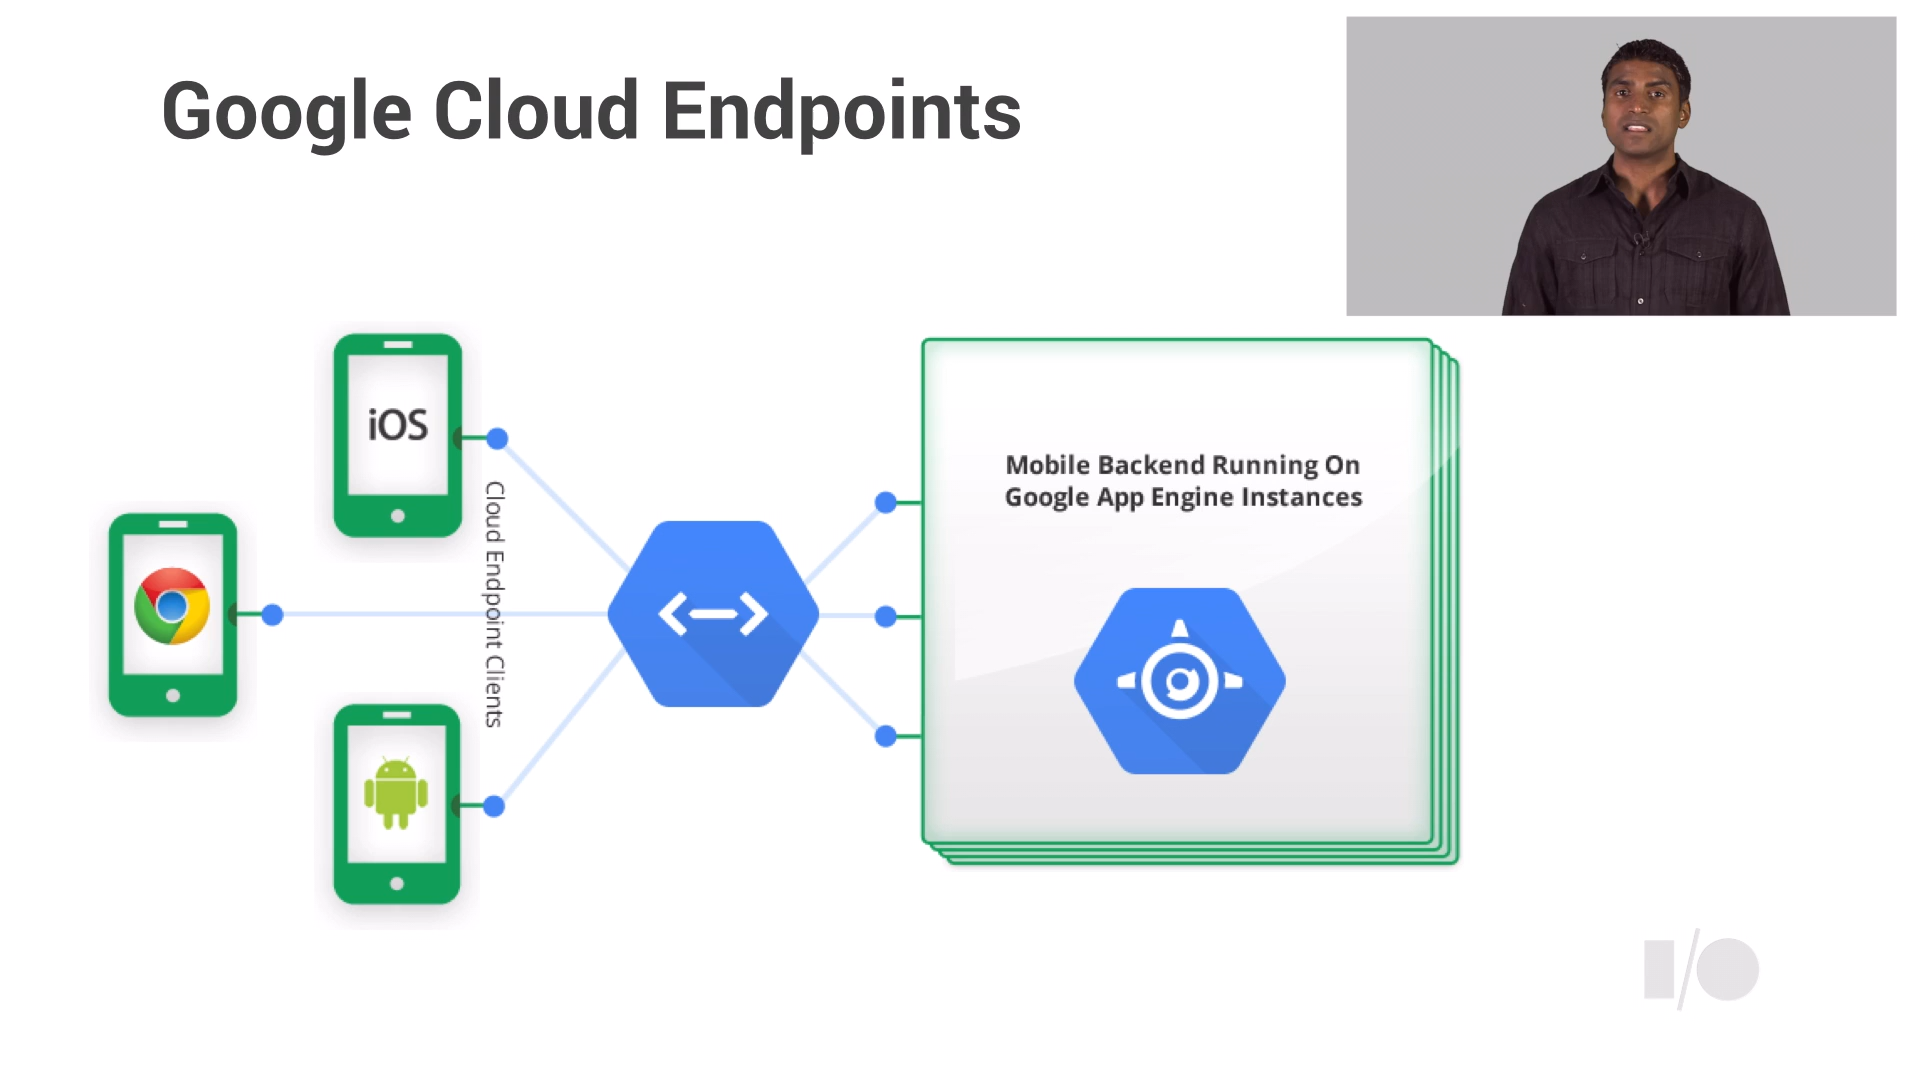 Google Cloud Endpoints
iOS
Cloud Endpoint Clients
Mobile Backend Running On
Google App Engine Instances
I/O